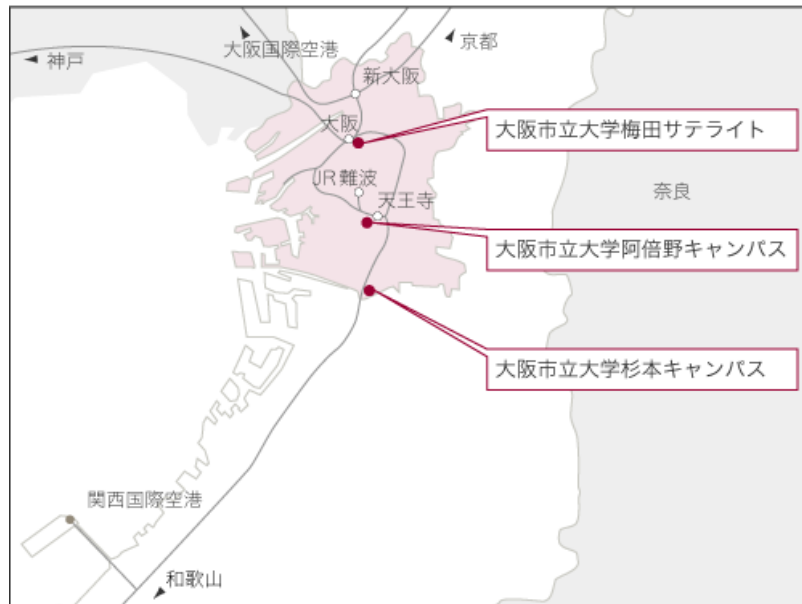 大阪国際空港
京都
神戸
新大阪
大阪
大阪市立大学梅田サテライト
JR難波
奈良
天王寺
大阪市立大学阿倍野キャンパス
大阪市立大学杉本キャンパス
関西国際空港
和歌山